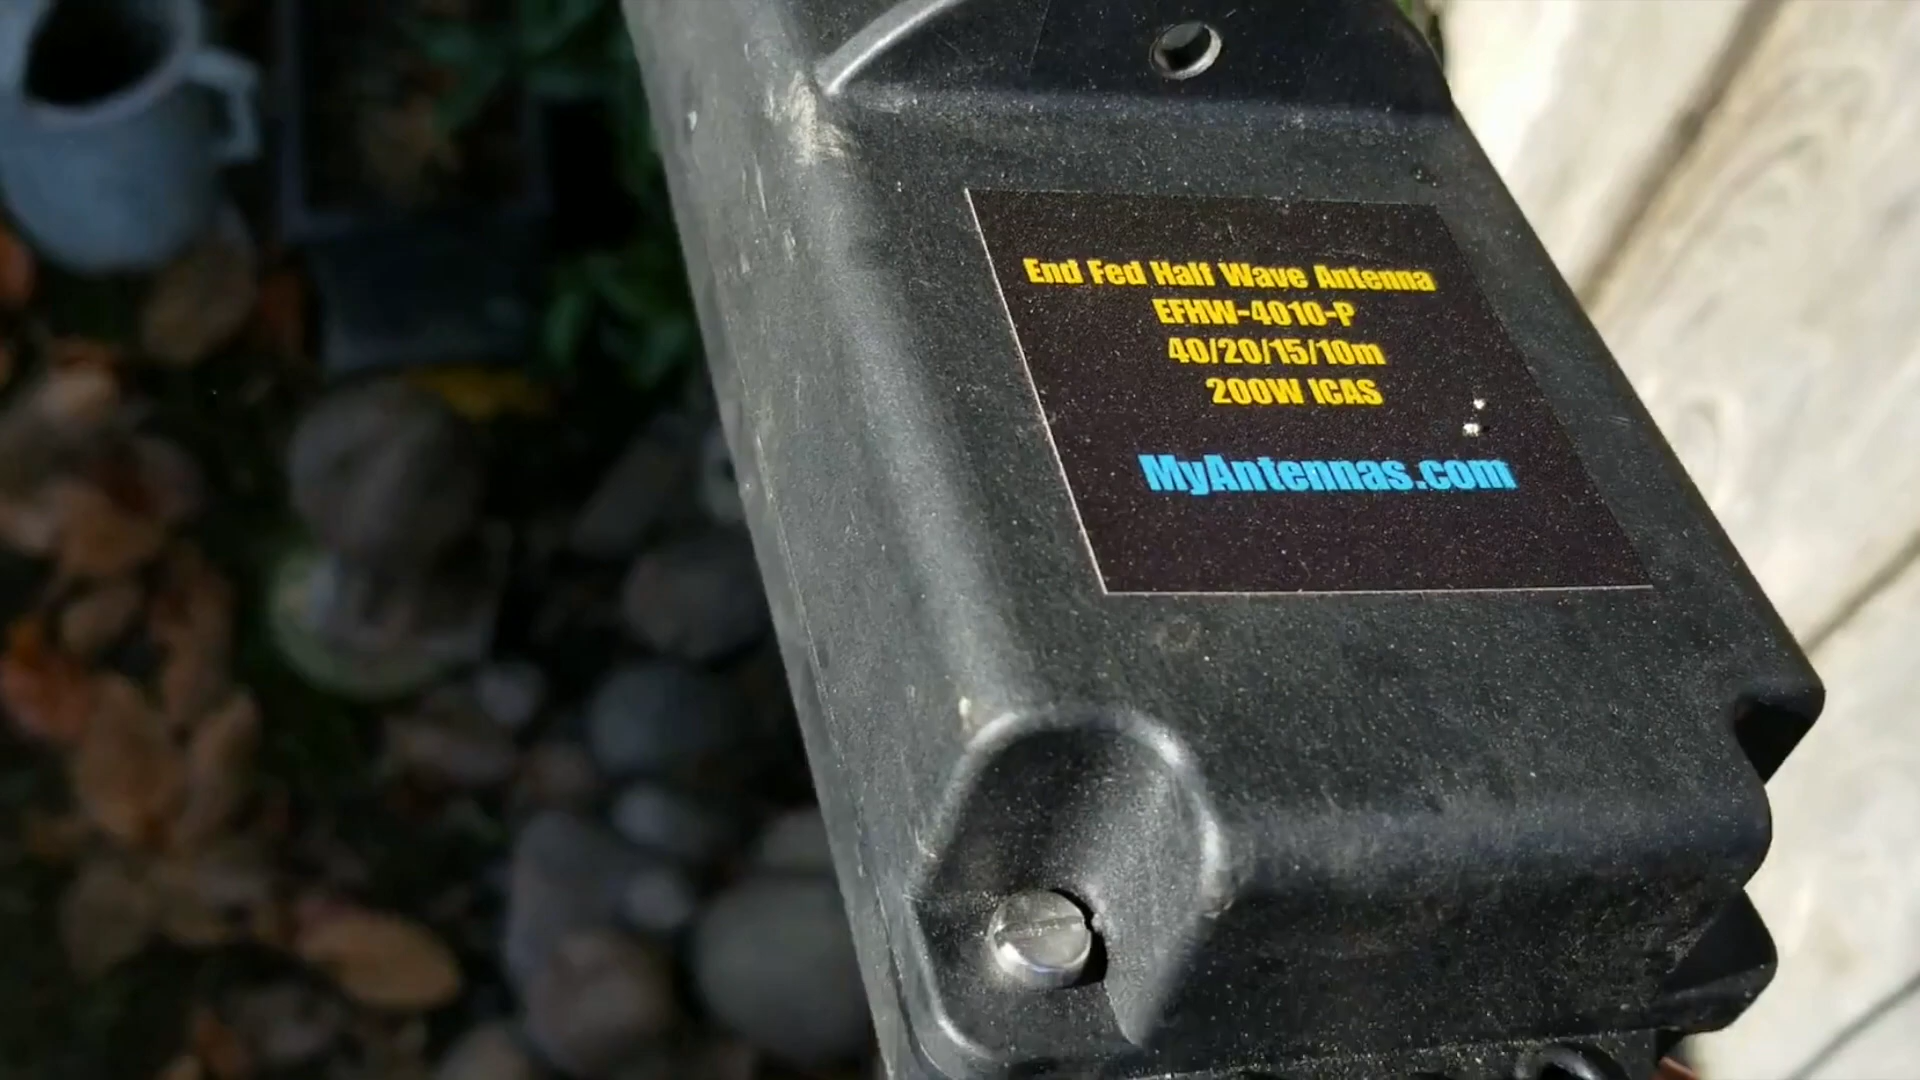 End Fed Half Wave Antenna
EFHW-4010-P
40/20/15/10m
200W ICAS
MyAntennas.com